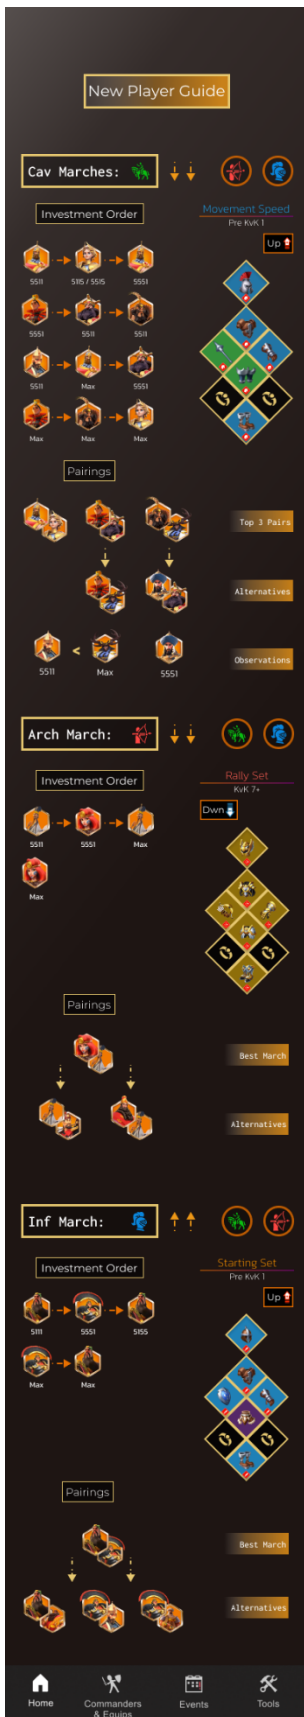 New Player Guide
Cav Marches:
Investment Order
Movement Speed
Pre KvK 1
Up
5511
5115 / 5515
5551
5551
5511
5511
5511
Max
5551
Max
Max
Max
Pairings
Top 3 Pairs
Alternatives
5511
<
Max
5551
Observations
Arch March:
Investment Order
Rally Set
KvK 7+
Dwn
5511
5551
Max
Max
Pairings
Best March
Alternatives
Inf March:
Investment Order
Starting Set
Pre KvK 1
Up
5111
5551
5155
Max
Max
Pairings
Best March
Alternatives
Home
Commanders
& Equips
Events
Tools